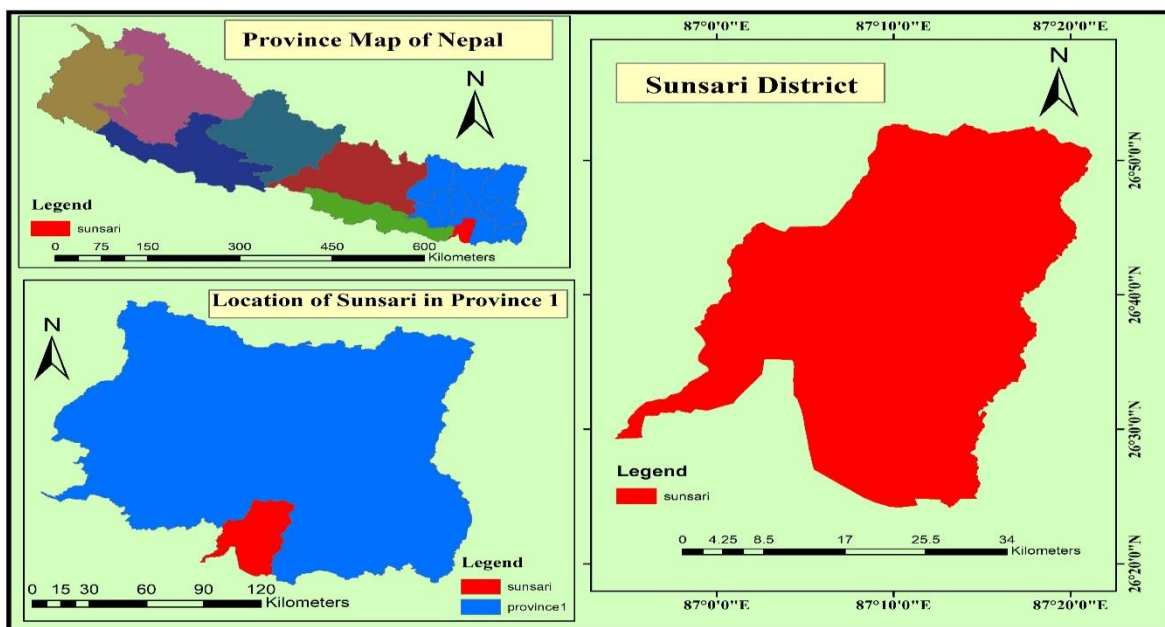 Province Map of Nepal
N
Legend
sunsari
0 75 150 300 450 600
Kilometers
Location of Sunsari in Province 1
N
Legend
sunsari
province1
0 15 30 60 90 120
Kilometers
87°0'0"E 87°10'0"E 87°20'0"E
Sunsari District
N
26°50'0"N
26°40'0"N
26°30'0"N
26°20'0"N
Legend
sunsari
0 4.25 8.5 17 25.5 34
Kilometers
87°0'0"E 87°10'0"E 87°20'0"E